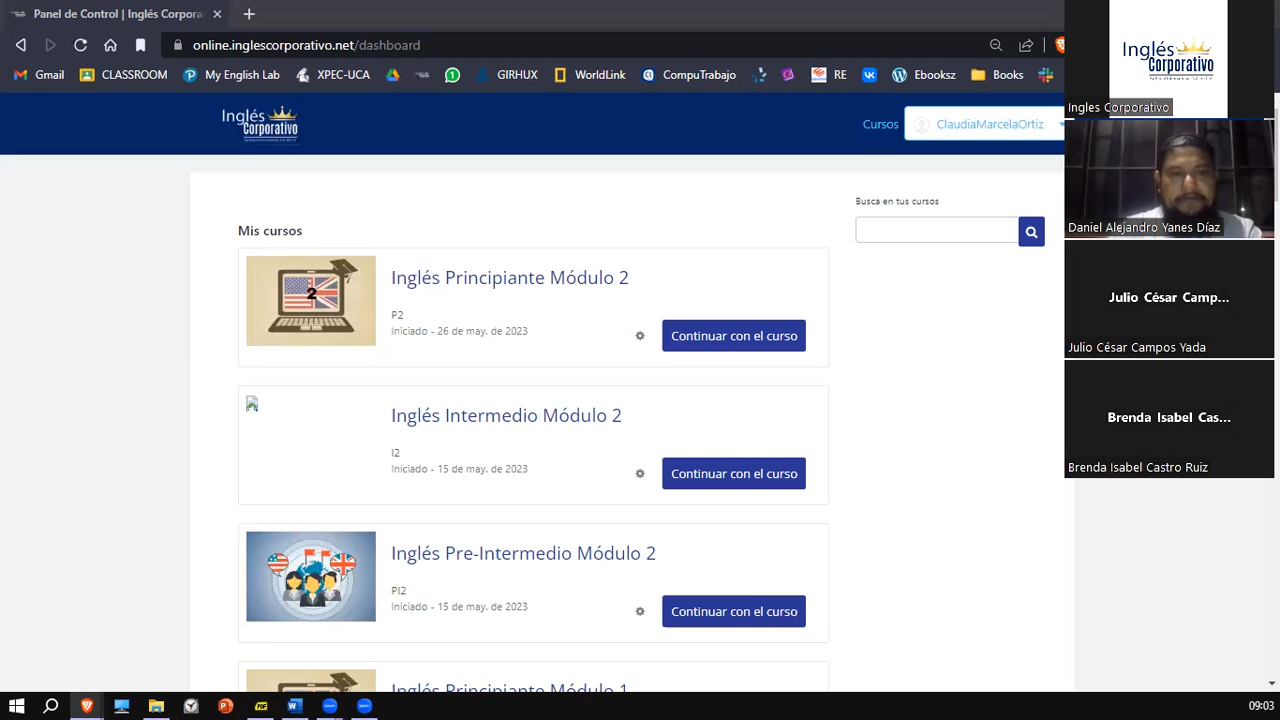 Panel de Control | Inglés Corpora
online.inglescorporativo.net/dashboard
Gmail
CLASSROOM
My English Lab
XPEC-UCA
GIRHUX
WorldLink
CompuTrabajo
RE
Ebooksz
Books
Inglés
Corporativo
Cursos
ClaudiaMarcelaOrtiz
Busca en tus cursos
Mis cursos
2
Inglés Principiante Módulo 2
P2
Iniciado - 26 de may. de 2023
Continuar con el curso
Inglés Intermedio Módulo 2
I2
Iniciado - 15 de may. de 2023
Continuar con el curso
Inglés Pre-Intermedio Módulo 2
PI2
Iniciado - 15 de may. de 2023
Continuar con el curso
Inglés Principiante Módulo 1
Inglés
Corporativo
Ingles Corporativo
Daniel Alejandro Yanes Díaz
Julio César Camp...
Julio César Campos Yada
Brenda Isabel Cas...
Brenda Isabel Castro Ruiz
09:03